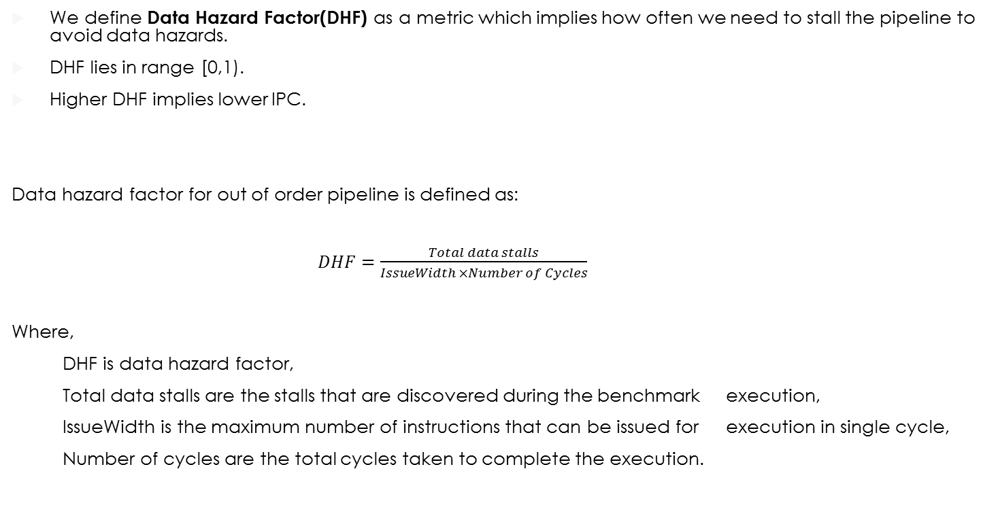 We define Data Hazard Factor(DHF) as a metric which implies how often we need to stall the pipeline to
avoid data hazards.
DHF lies in range [0,1).
Higher DHF implies lower IPC.
Data hazard factor for out of order pipeline is defined as:
DHF = Total data stalls / IssueWidth ×Number of Cycles
Where,
DHF is data hazard factor,
Total data stalls are the stalls that are discovered during the benchmark execution,
IssueWidth is the maximum number of instructions that can be issued for execution in single cycle,
Number of cycles are the total cycles taken to complete the execution.